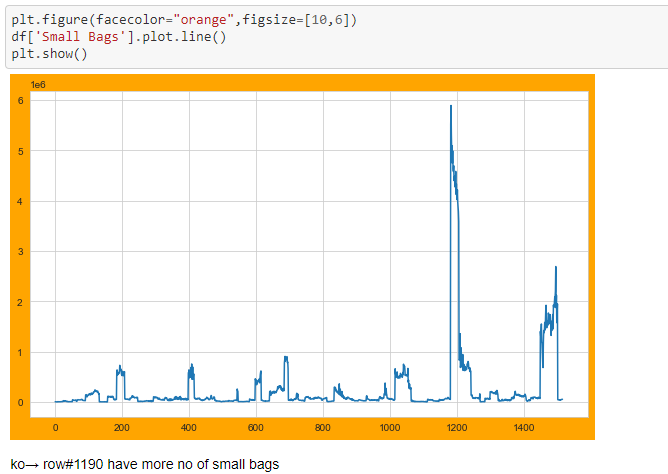 plt.figure(facecolor="orange",figsize=[10,6])
df['Small Bags'].plot.line()
plt.show()
1e6
6
5
4
3
2
1
0
0 200 400 600 800 1000 1200 1400
ko→ row#1190 have more no of small bags